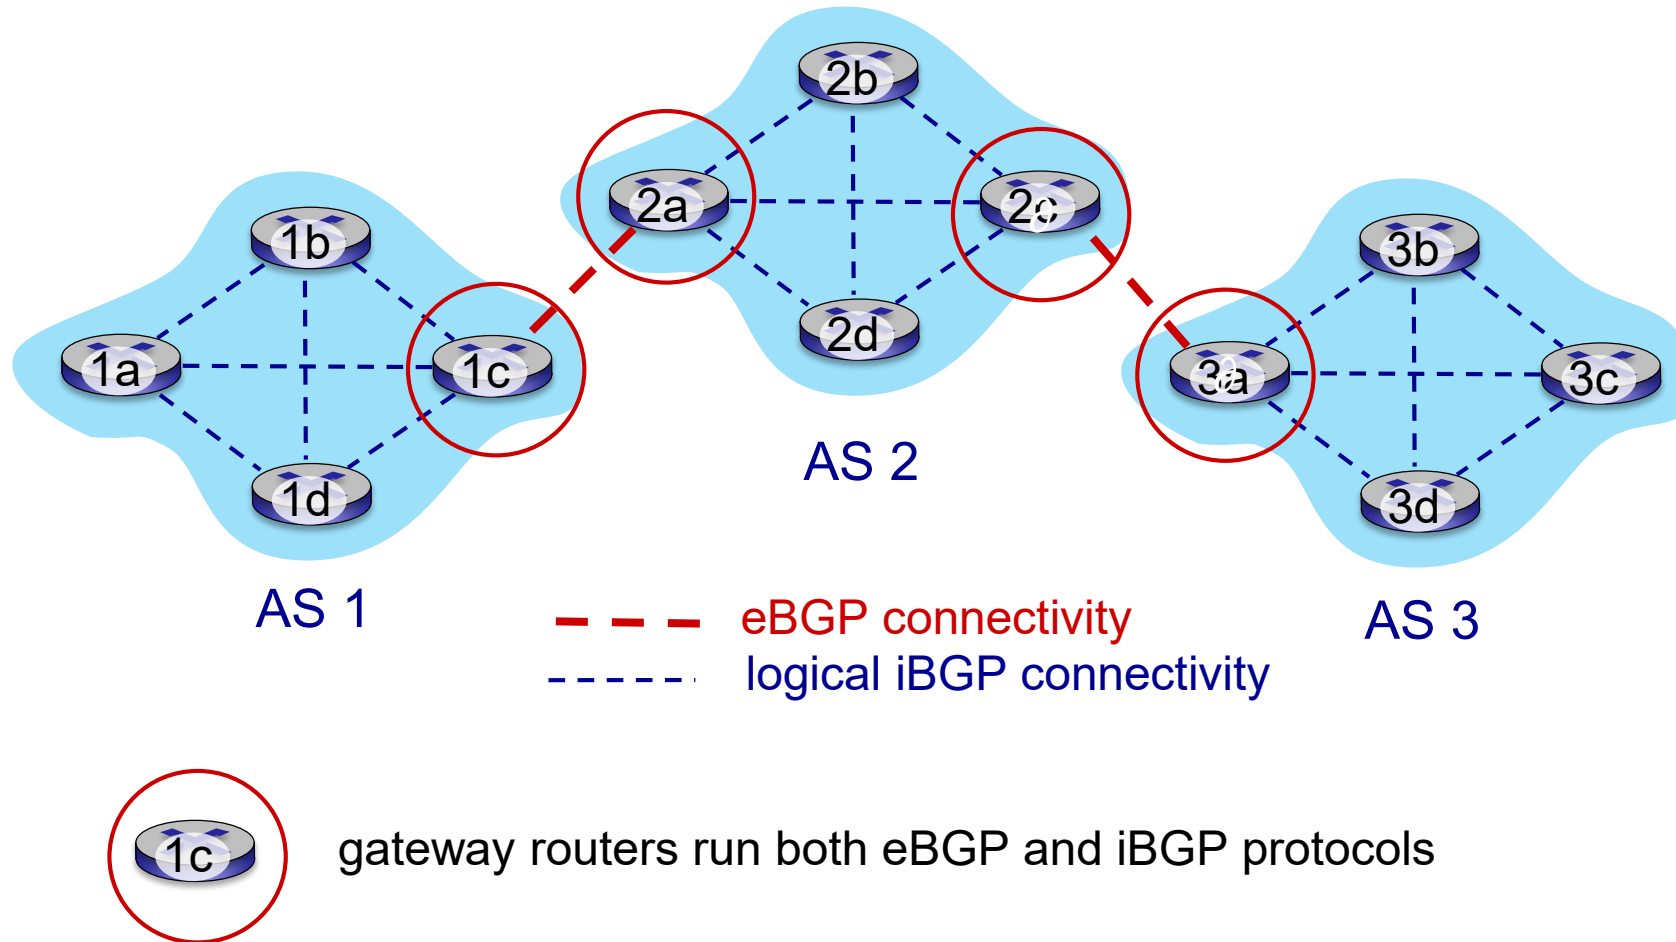 2b
2a
2c
1b
3b
2d
1a
1c
3a
3c
AS 2
1d
3d
AS 1
eBGP connectivity
AS 3
logical iBGP connectivity
1c
gateway routers run both eBGP and iBGP protocols